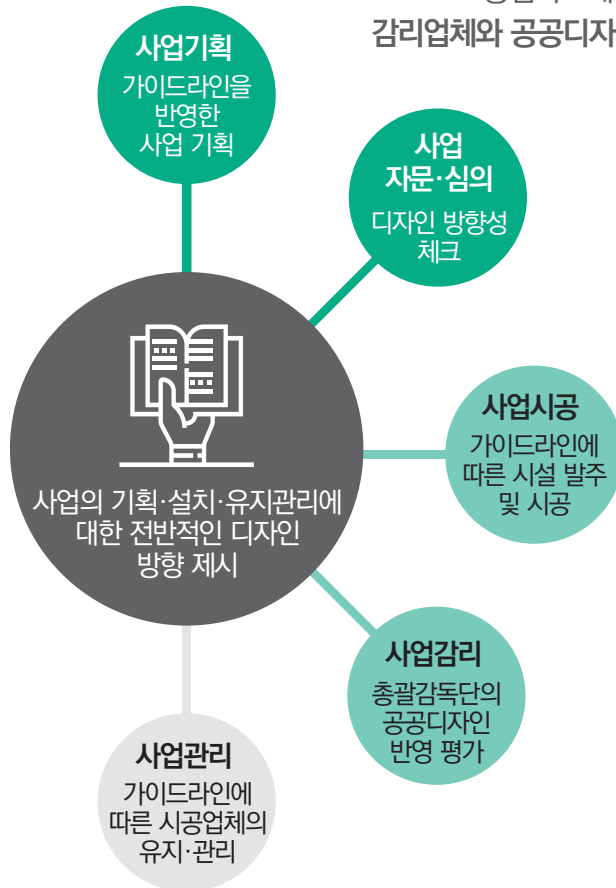 감리업체와 공공디자
사업기획
가이드라인을
반영한
사업 기획
사업
자문·심의
디자인 방향성
체크
사업시공
가이드라인에
따른 시설 발주
및 시공
사업의 기획·설치·유지관리에
대한 전반적인 디자인
방향 제시
사업감리
총괄감독단의
공공디자인
반영 평가
사업관리
가이드라인에
따른 시공업체의
유지·관리